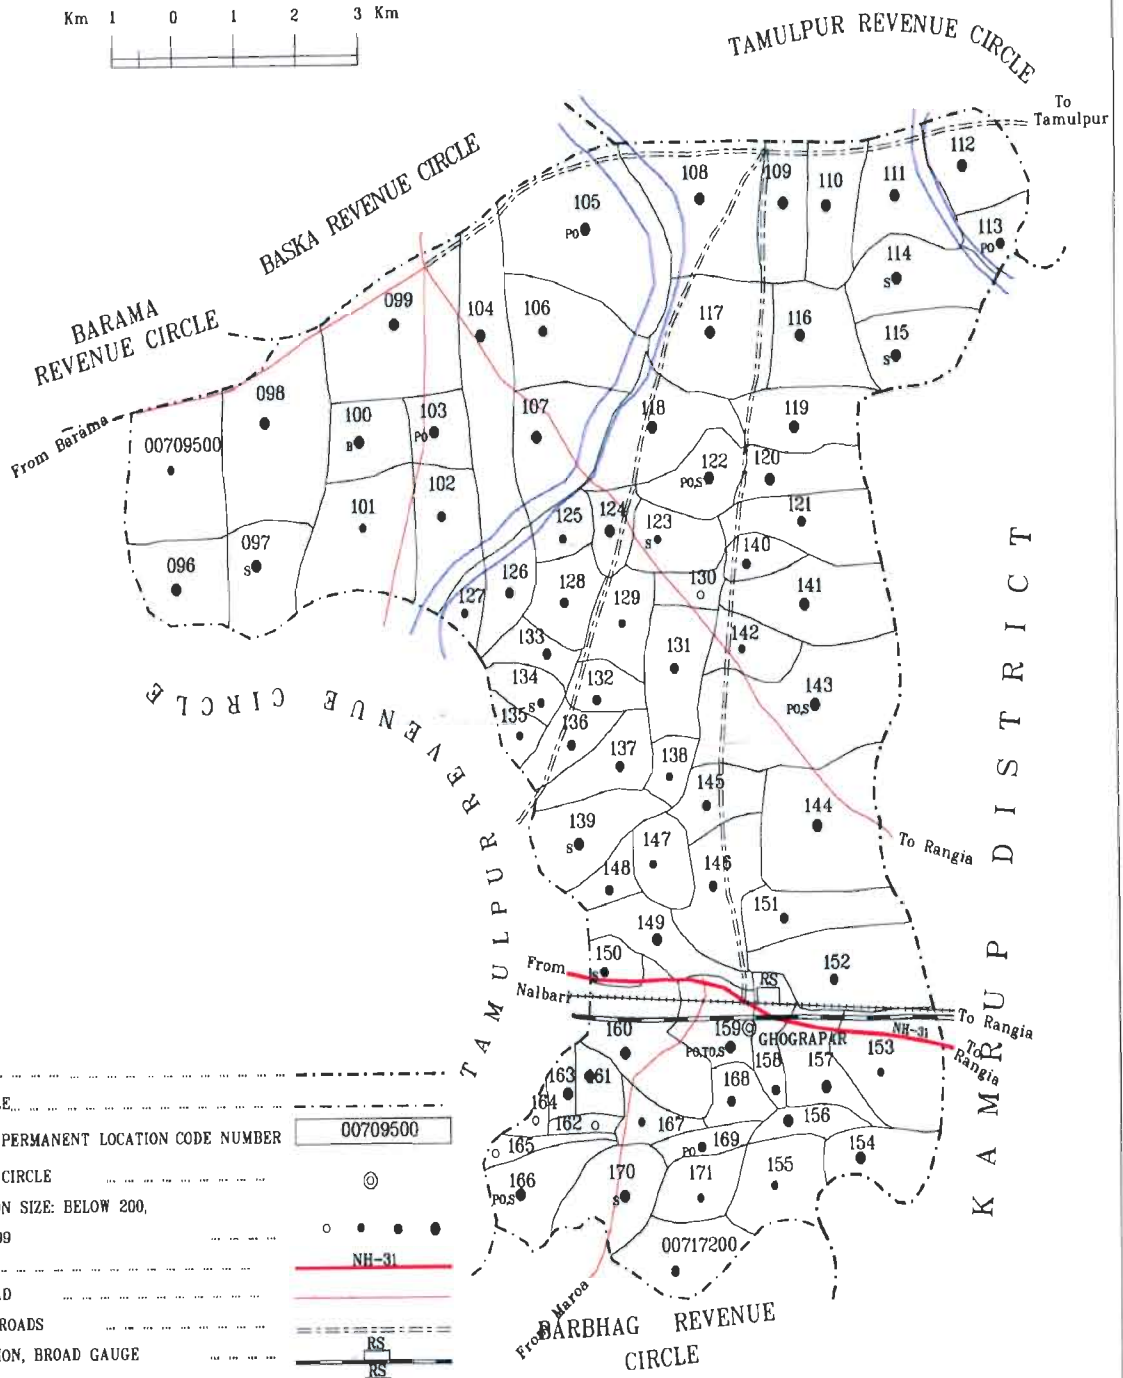 Km 1 0 1 2 3 Km
TAMULPUR REVENUE CIRCLE
To
Tamulpur
BASKA REVENUE CIRCLE
BARAMA
REVENUE CIRCLE
From Barama
112
108
109
110
111
105
PO
113
PO
114
S
099
104
106
117
116
115
S
098
100
B
103
PO
107
118
119
00709500
122
PO,S
120
101
102
125
124
123
S
121
097
S
140
096
126
128
130
141
127
129
133
131
142
134
S
132
143
PO,S
135
136
137
138
145
144
139
S
147
148
146
To Rangia
151
149
150
S
152
From
Nalbari
RS
To Rangia
NH-31
To
Rangia
160
159
PO,TO,S
GHOGRAPAR
153
163
161
158
157
168
164
162
167
156
165
169
PO
154
166
PO,S
170
S
171
155
00717200
From Maroa
BARBHAG REVENUE
CIRCLE
TAMULPUR REVENUE CIRCLE
KAMRUP DISTRICT
LE
PERMANENT LOCATION CODE NUMBER
00709500
CIRCLE
ON SIZE: BELOW 200,
99
NH-31
AD
ROADS
RS
ION, BROAD GAUGE
RS